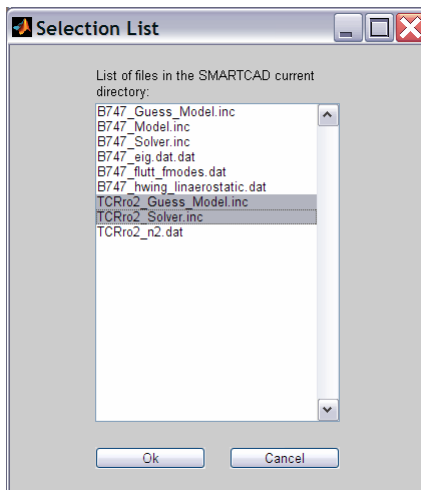 Selection List
List of files in the SMARTCAD current
directory:
B747_Guess_Model.inc
B747_Model.inc
B747_Solver.inc
B747_eig.dat.dat
B747_flutt_fmodes.dat
B747_hwing_linaerostatic.dat
TCRro2_Guess_Model.inc
TCRro2_Solver.inc
TCRro2_n2.dat
Ok
Cancel